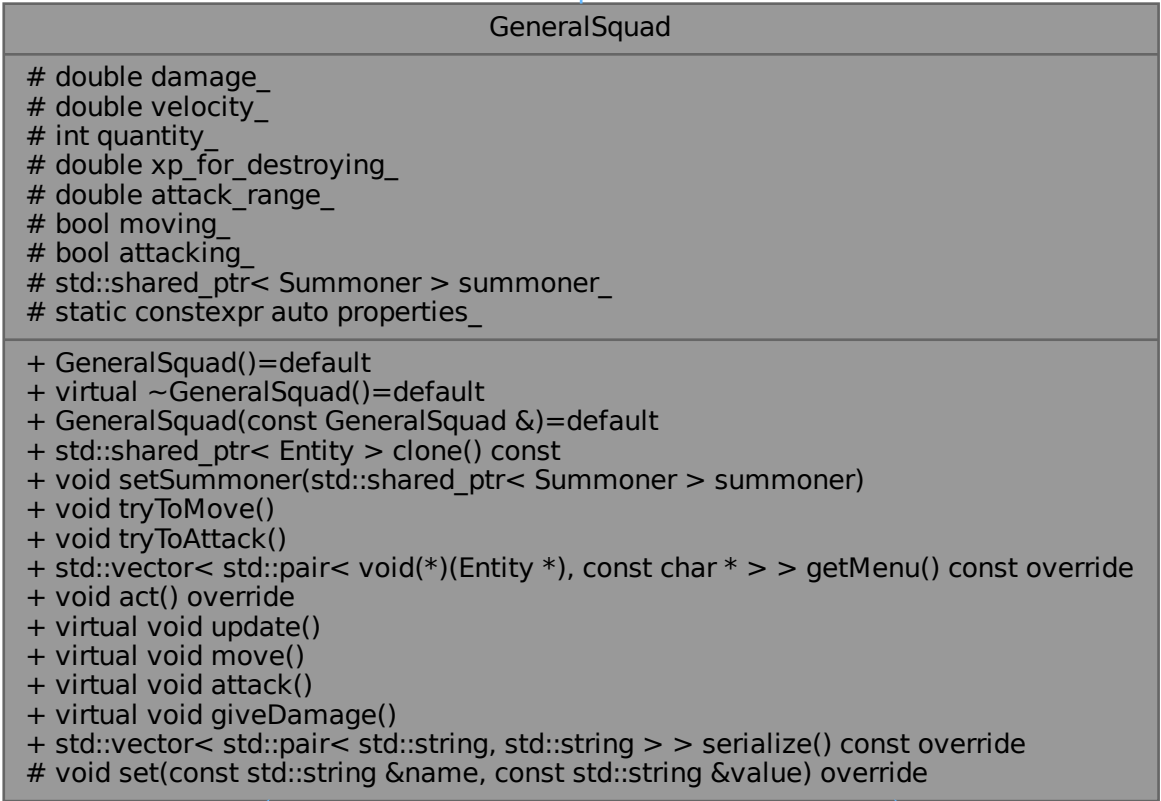 GeneralSquad
# double damage_
# double velocity_
# int quantity_
# double xp_for_destroying_
# double attack_range_
# bool moving_
# bool attacking_
# std::shared_ptr< Summoner > summoner_
# static constexpr auto properties_
+ GeneralSquad()=default
+ virtual ~GeneralSquad()=default
+ GeneralSquad(const GeneralSquad &)=default
+ std::shared_ptr< Entity > clone() const
+ void setSummoner(std::shared_ptr< Summoner > summoner)
+ void tryToMove()
+ void tryToAttack()
+ std::vector< std::pair< void(*)(Entity *), const char * > > getMenu() const override
+ void act() override
+ virtual void update()
+ virtual void move()
+ virtual void attack()
+ virtual void giveDamage()
+ std::vector< std::pair< std::string, std::string > > serialize() const override
# void set(const std::string &name, const std::string &value) override